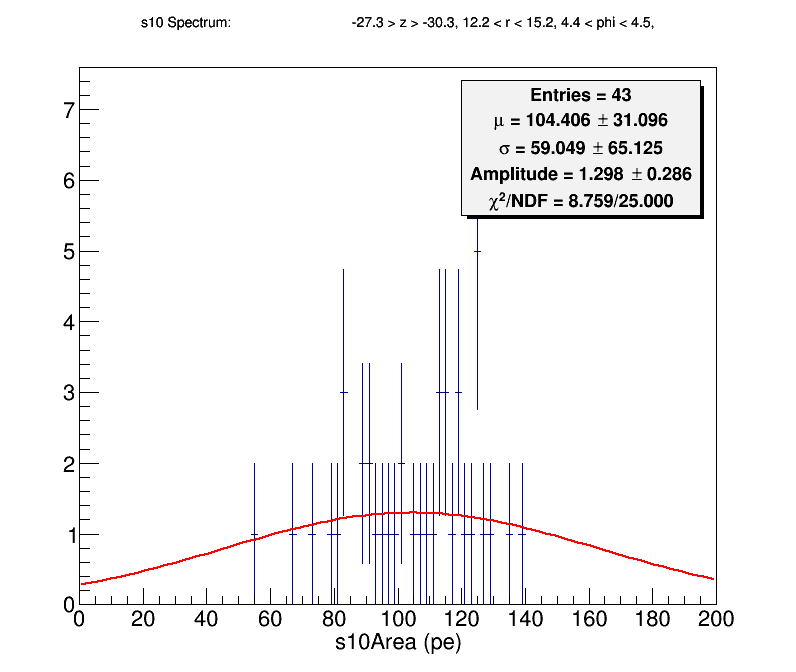 s10 Spectrum: -27.3 > z > -30.3, 12.2 < r < 15.2, 4.4 < phi < 4.5,
Entries = 43
μ = 104.406 ± 31.096
σ = 59.049 ± 65.125
Amplitude = 1.298 ± 0.286
χ²/NDF = 8.759/25.000
7
6
5
4
3
2
1
0
0 20 40 60 80 100 120 140 160 180 200
s10Area (pe)